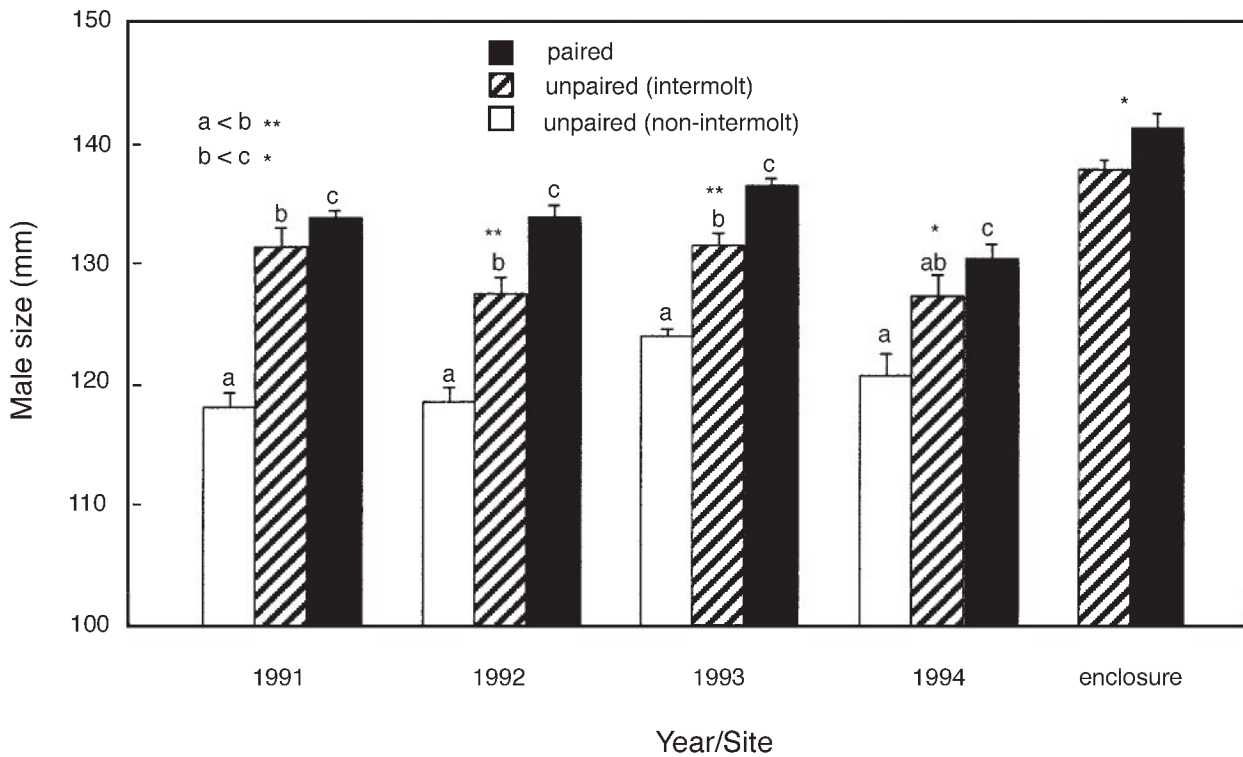 150
140
130
120
110
100
Male size (mm)
paired
unpaired (intermolt)
unpaired (non-intermolt)
a < b **
b < c *
a
b
c
a
**
b
c
a
**
b
c
a
*
ab
c
*
1991
1992
1993
1994
enclosure
Year/Site